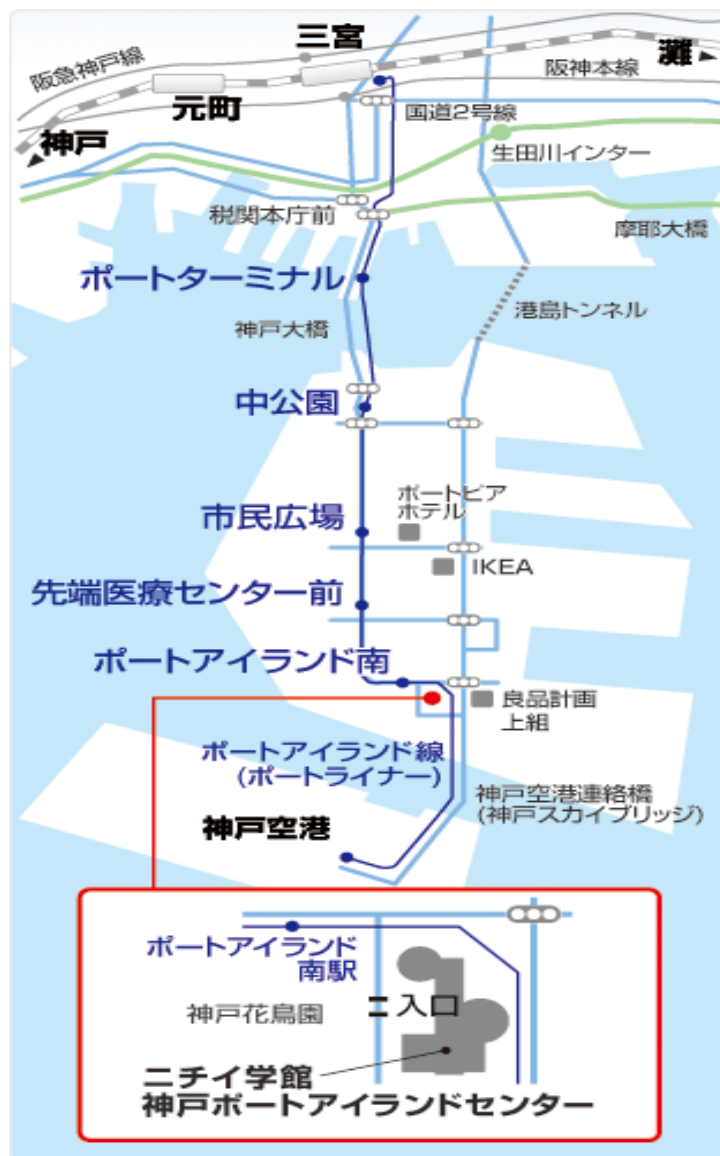 三宮
灘
阪急神戸線
阪神本線
元町
国道2号線
神戸
生田川インター
税関本庁前
摩耶大橋
ポートターミナル
港島トンネル
神戸大橋
中公園
ポートピア
ホテル
市民広場
IKEA
先端医療センター前
ポートアイランド南
良品計画
上組
ポートアイランド線
(ポートライナー)
神戸空港連絡橋
(神戸スカイブリッジ)
神戸空港
ポートアイランド
南駅
入口
神戸花鳥園
ニチイ学館
神戸ポートアイランドセンター